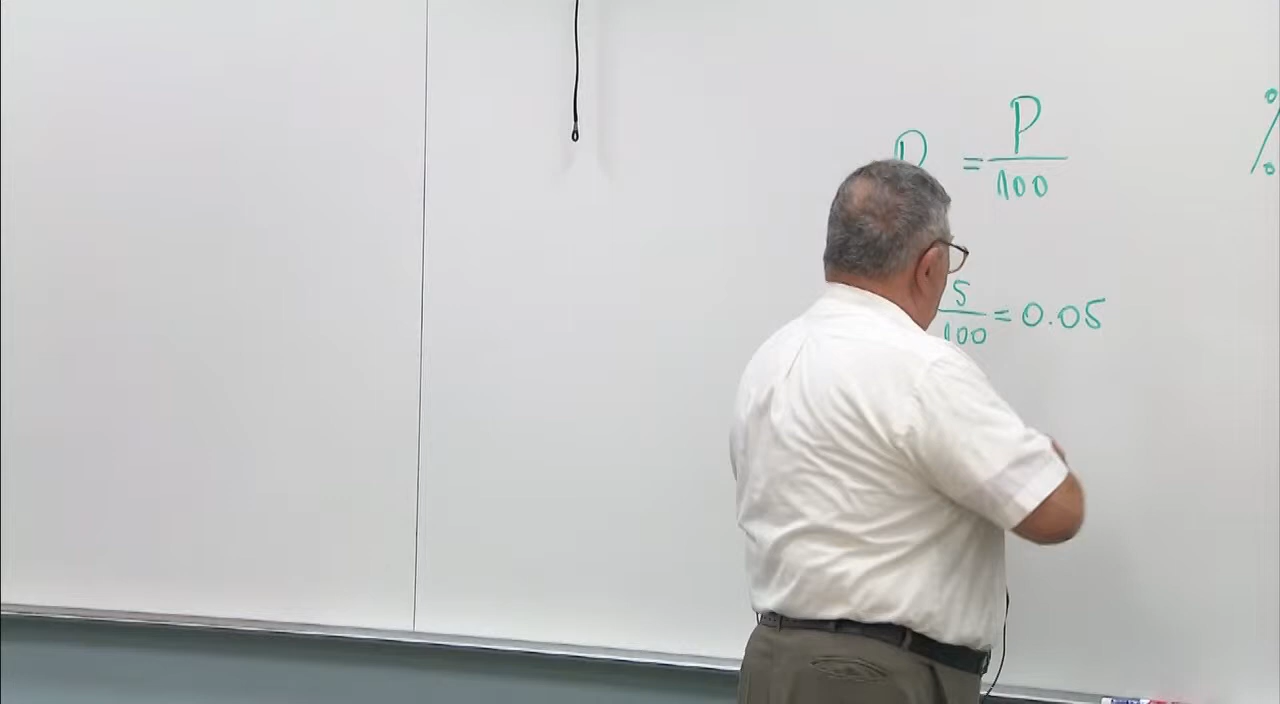 P = P/100 %
5/100 = 0.05